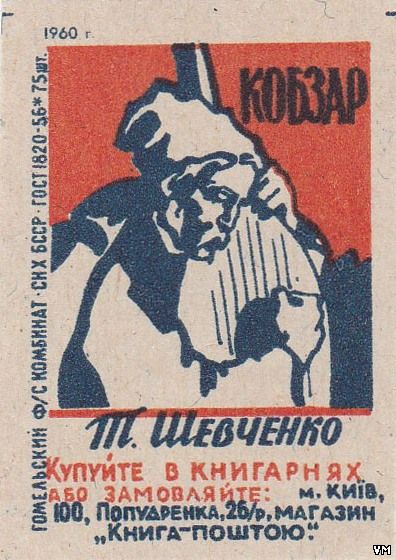 1960 г.
КОБЗАР
ГОМЕЛЬСКИЙ Ф/С КОМБИНАТ · СНХ БССР · ГОСТ 1820-56* 75 шт.
Т. Шевченко
Купуйте в книгарнях
або замовляйте: м. Київ,
100, Попудренка, 26/р, магазин
„Книга-поштою."
VM